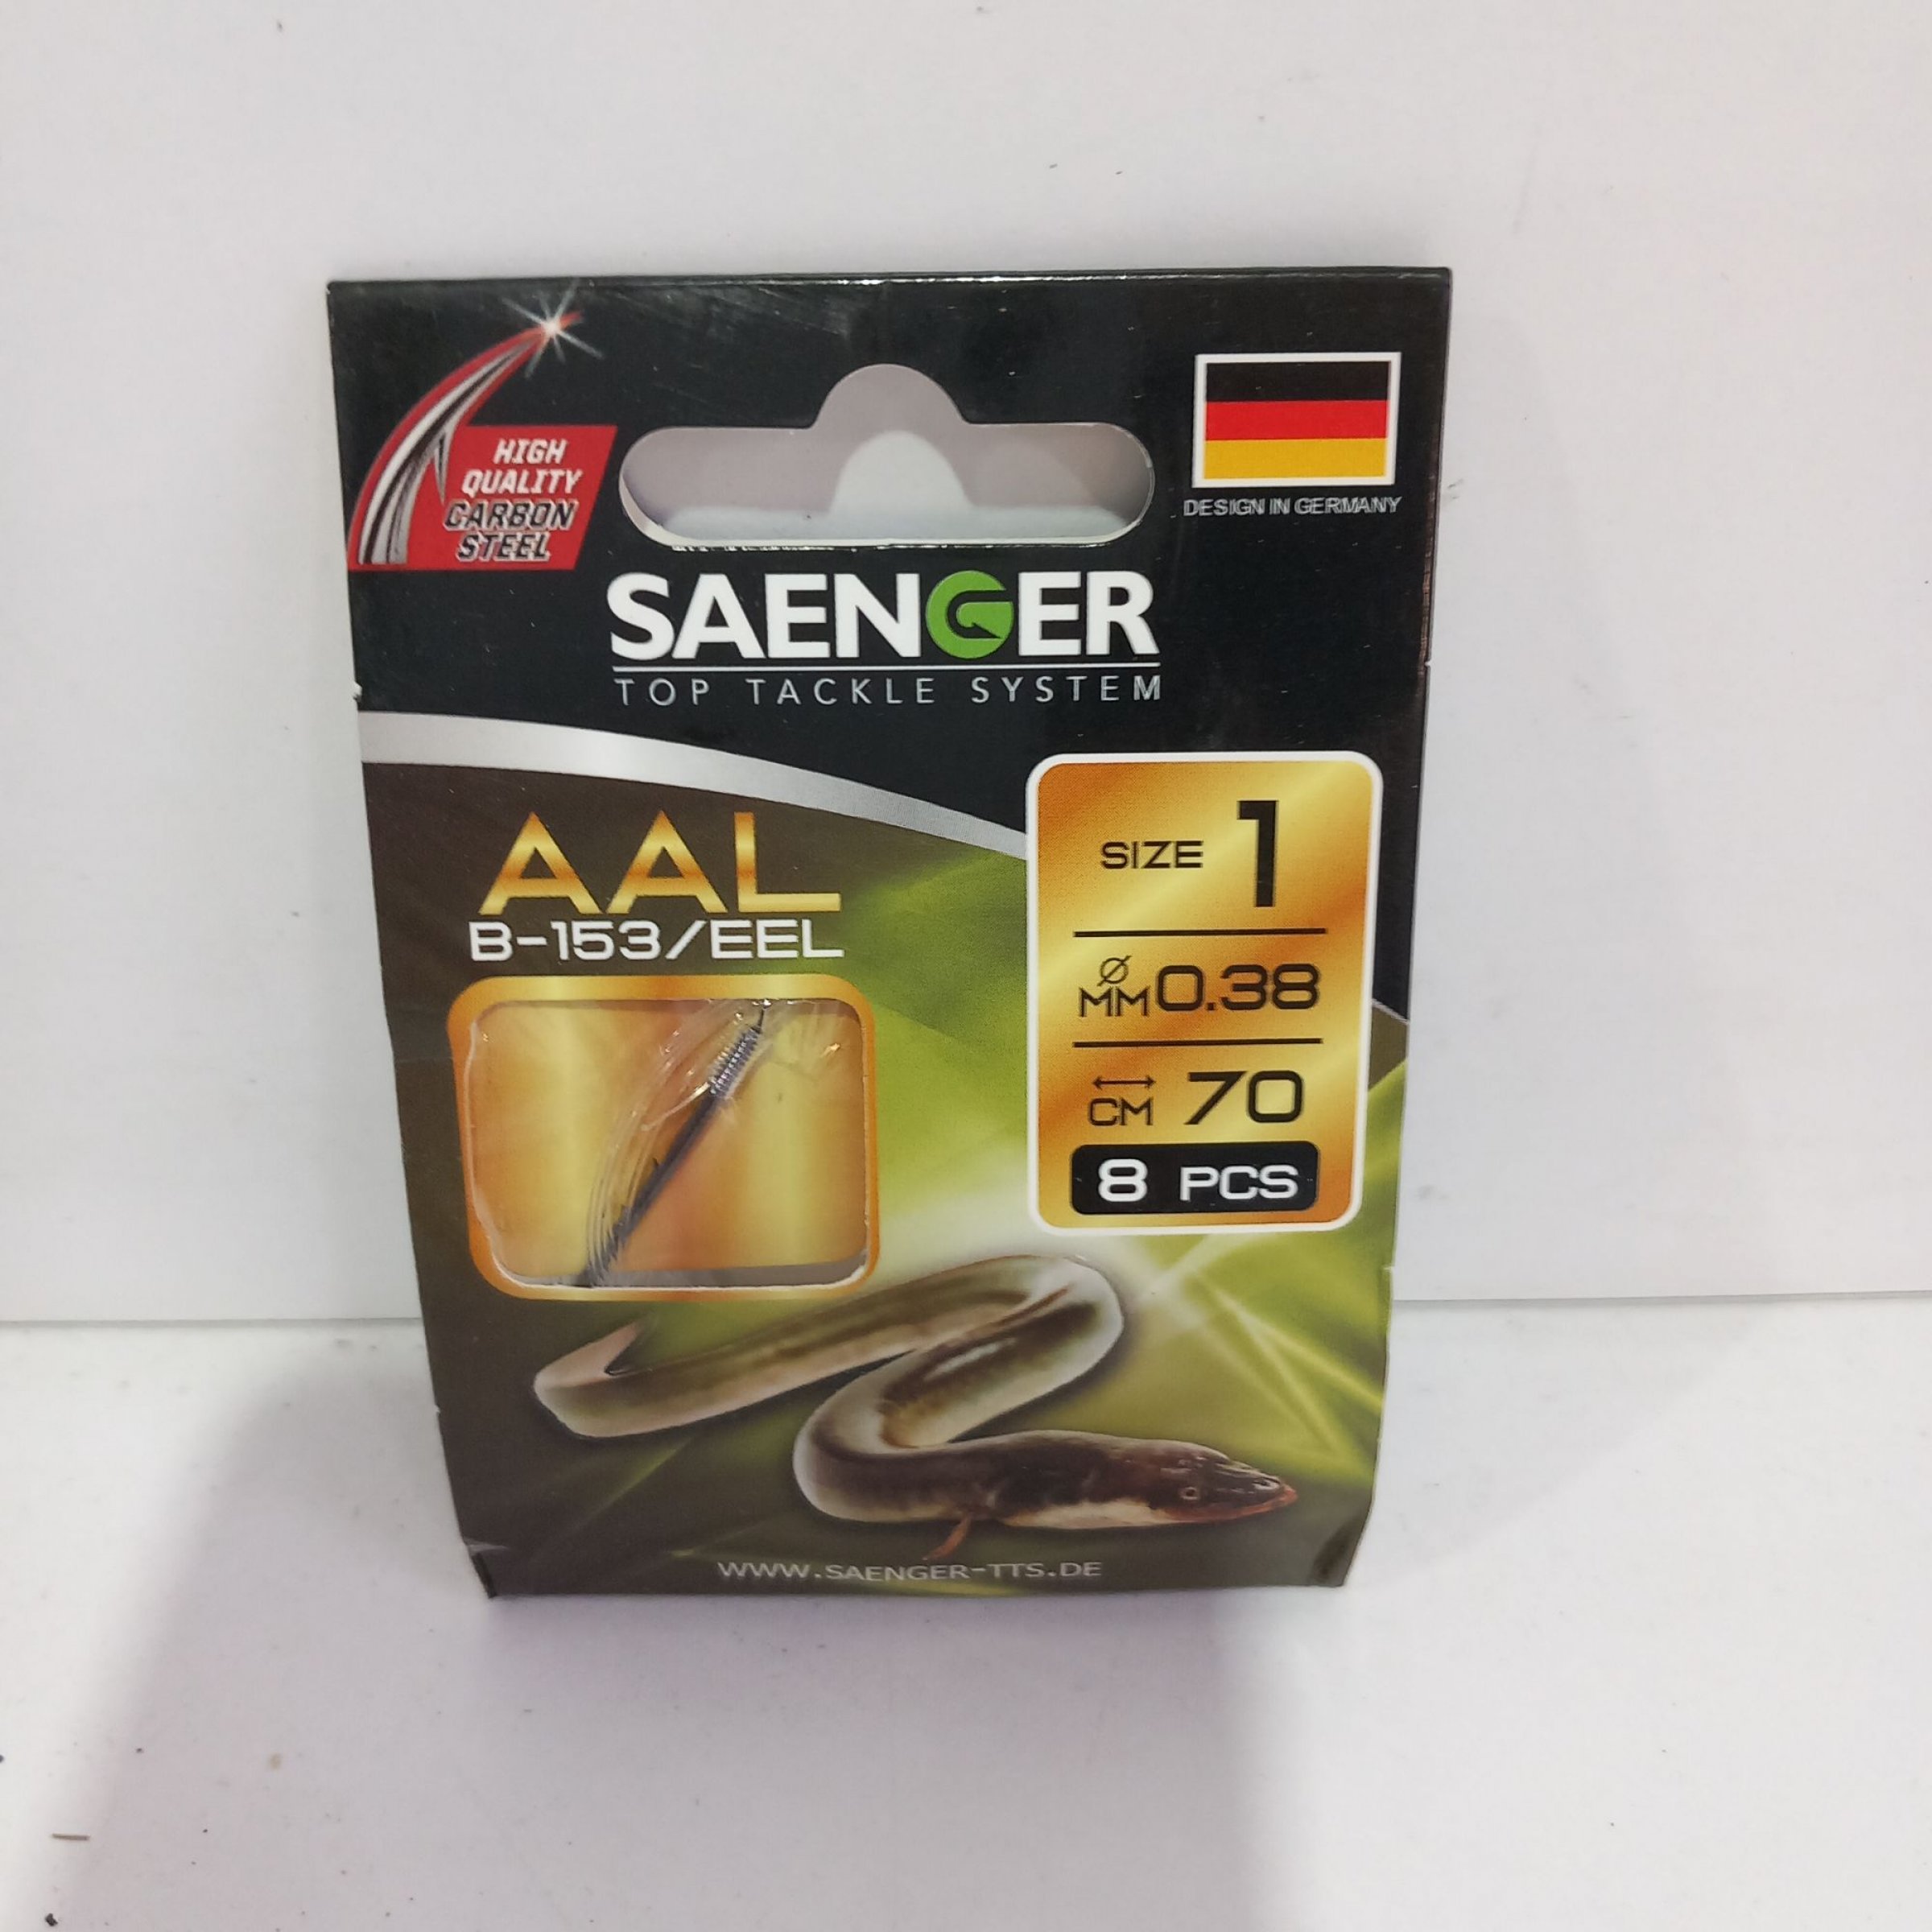 HIGH
QUALITY
CARBON
STEEL
DESIGN IN GERMANY
SAENGER
TOP TACKLE SYSTEM
AAL
B-153/EEL
SIZE 1
Ø MM 0.38
CM 70
8 PCS
WWW.SAENGER-TTS.DE